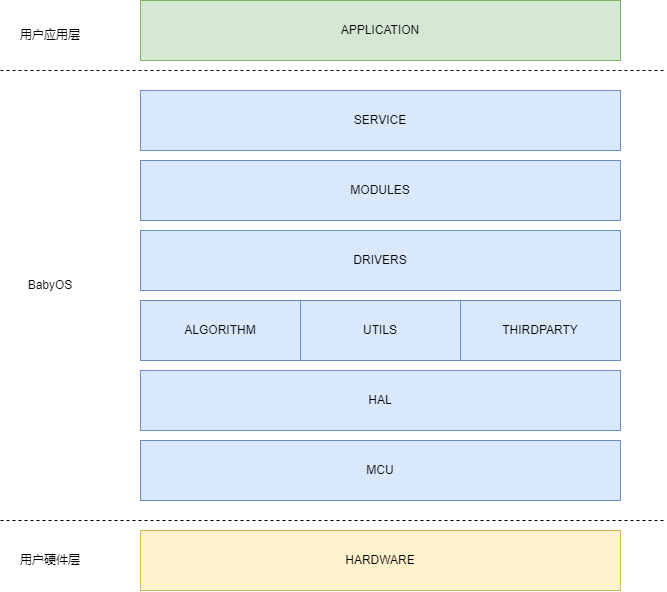 用户应用层
APPLICATION
SERVICE
MODULES
DRIVERS
BabyOS
ALGORITHM
UTILS
THIRDPARTY
HAL
MCU
用户硬件层
HARDWARE